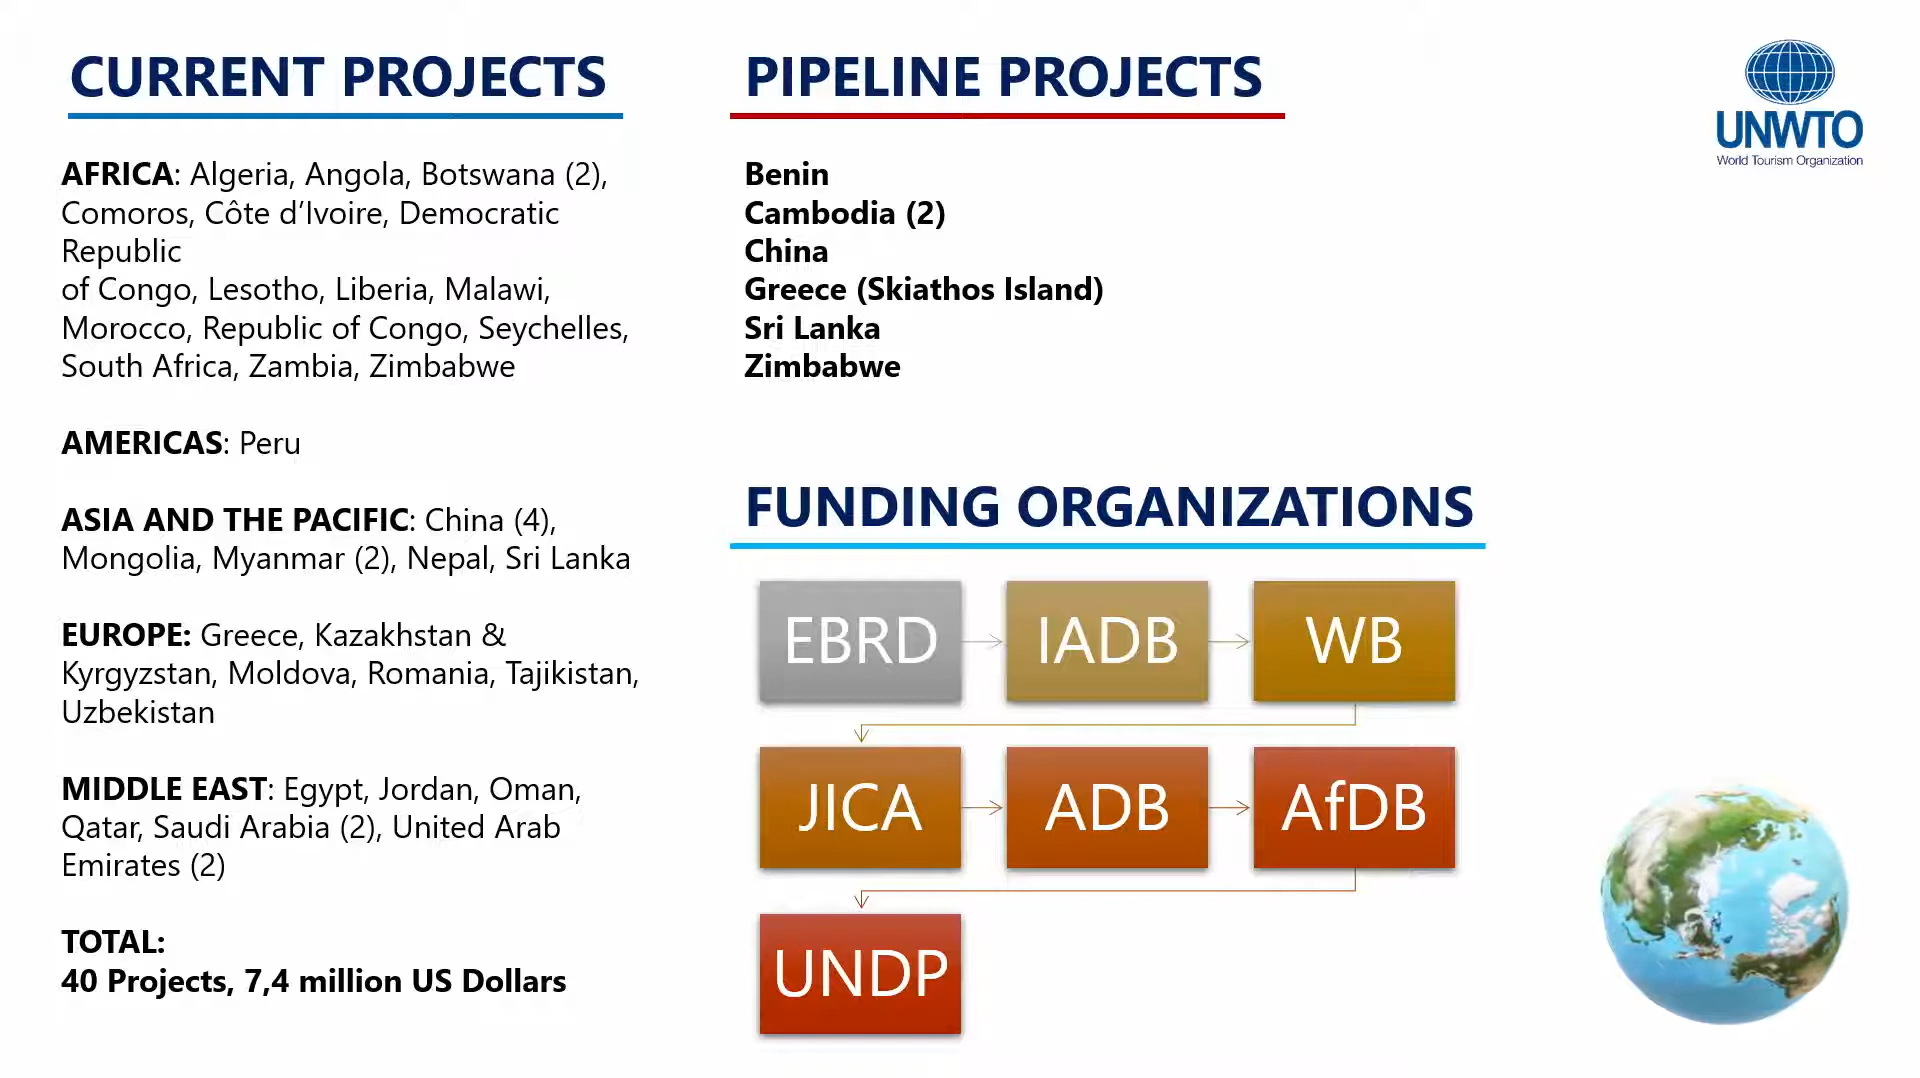 CURRENT PROJECTS
AFRICA: Algeria, Angola, Botswana (2),
Comoros, Côte d’Ivoire, Democratic
Republic
of Congo, Lesotho, Liberia, Malawi,
Morocco, Republic of Congo, Seychelles,
South Africa, Zambia, Zimbabwe
AMERICAS: Peru
ASIA AND THE PACIFIC: China (4),
Mongolia, Myanmar (2), Nepal, Sri Lanka
EUROPE: Greece, Kazakhstan &
Kyrgyzstan, Moldova, Romania, Tajikistan,
Uzbekistan
MIDDLE EAST: Egypt, Jordan, Oman,
Qatar, Saudi Arabia (2), United Arab
Emirates (2)
TOTAL:
40 Projects, 7,4 million US Dollars
PIPELINE PROJECTS
Benin
Cambodia (2)
China
Greece (Skiathos Island)
Sri Lanka
Zimbabwe
FUNDING ORGANIZATIONS
EBRD
IADB
WB
JICA
ADB
AfDB
UNDP
UNWTO
World Tourism Organization